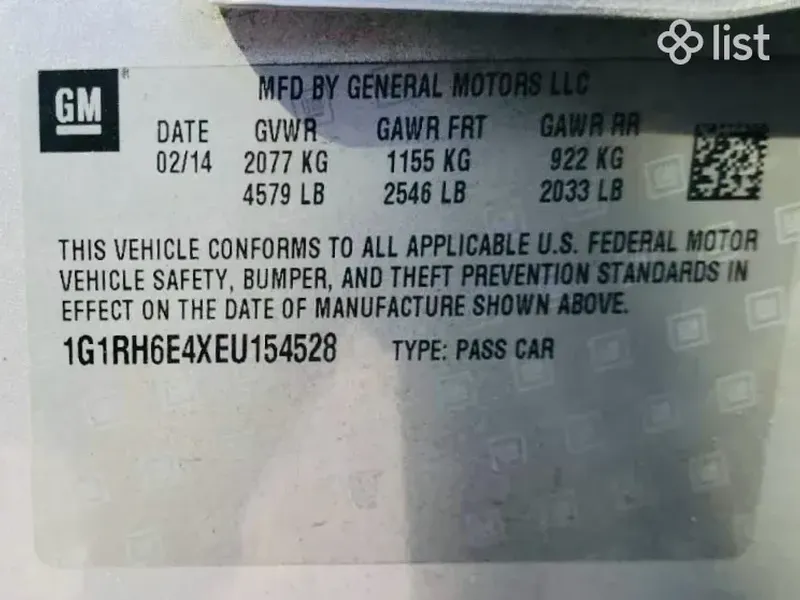 list
GM
MFD BY GENERAL MOTORS LLC
DATE GVWR GAWR FRT GAWR RR
02/14 2077 KG 1155 KG 922 KG
4579 LB 2546 LB 2033 LB
THIS VEHICLE CONFORMS TO ALL APPLICABLE U.S. FEDERAL MOTOR
VEHICLE SAFETY, BUMPER, AND THEFT PREVENTION STANDARDS IN
EFFECT ON THE DATE OF MANUFACTURE SHOWN ABOVE.
1G1RH6E4XEU154528 TYPE: PASS CAR